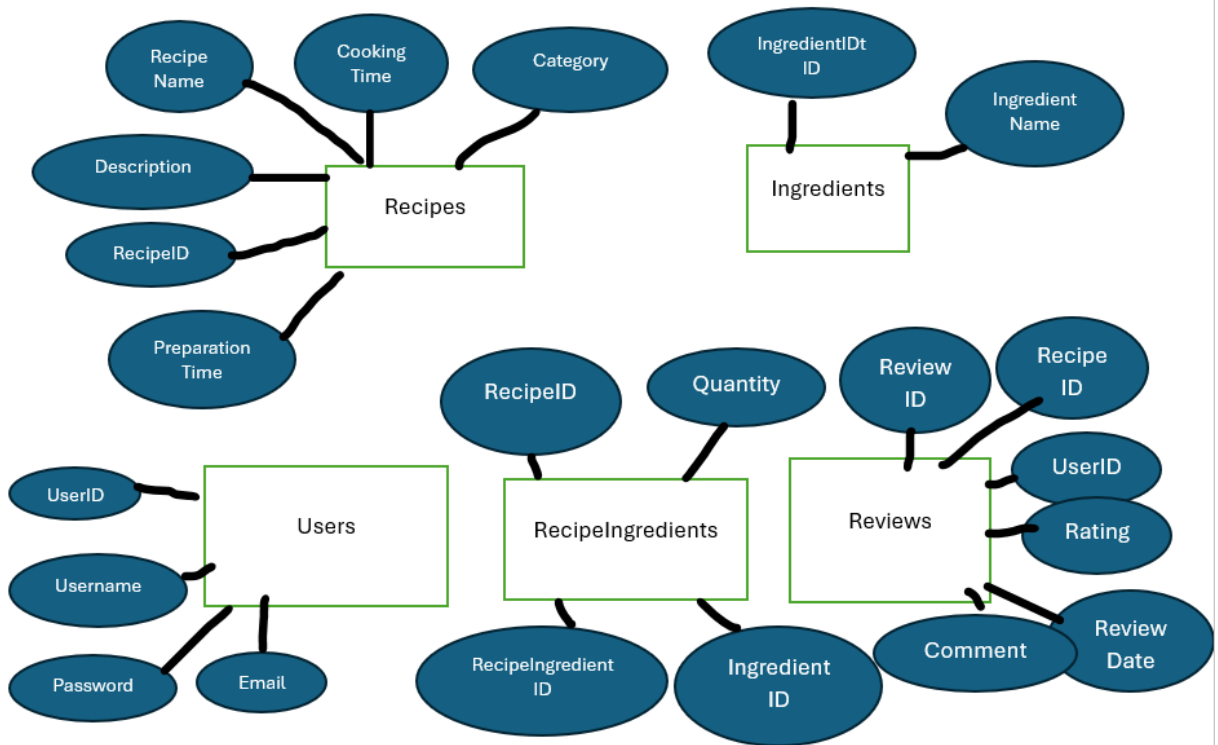 Recipe
Name
Cooking
Time
Category
Description
Recipes
RecipeID
Preparation
Time
IngredientIDt
ID
Ingredient
Name
Ingredients
UserID
Username
Users
Password
Email
RecipeID
Quantity
RecipeIngredients
RecipeIngredient
ID
Ingredient
ID
Review
ID
Recipe
ID
UserID
Reviews
Rating
Comment
Review
Date